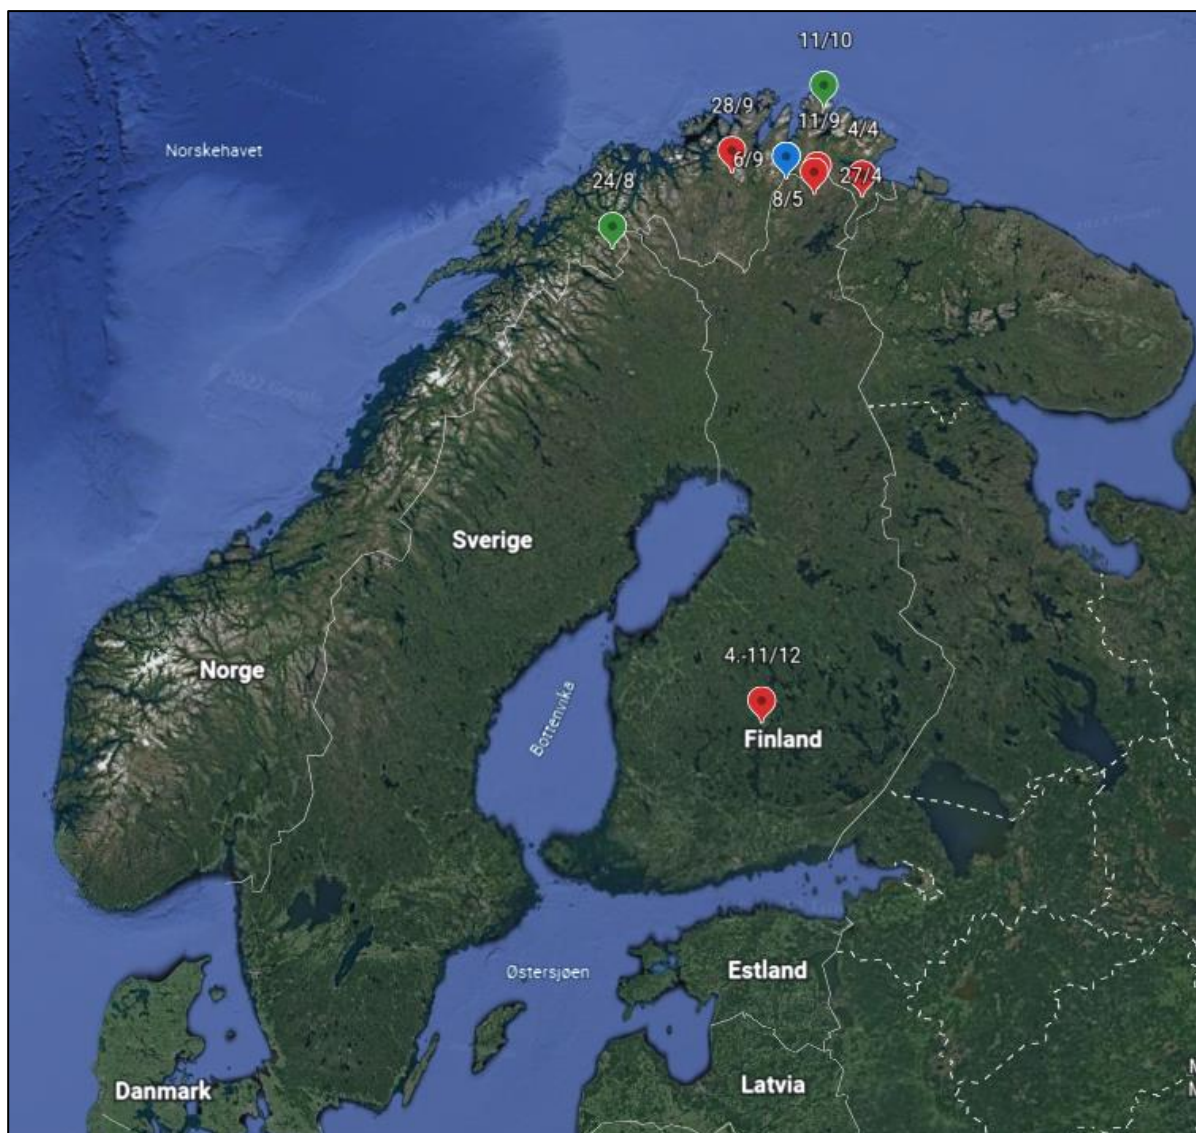 11/10
28/9
11/9
4/4
Norskehavet
6/9
24/8
27/4
8/5
Sverige
4.-11/12
Norge
Bottenvika
Finland
Østersjøen
Estland
Danmark
Latvia